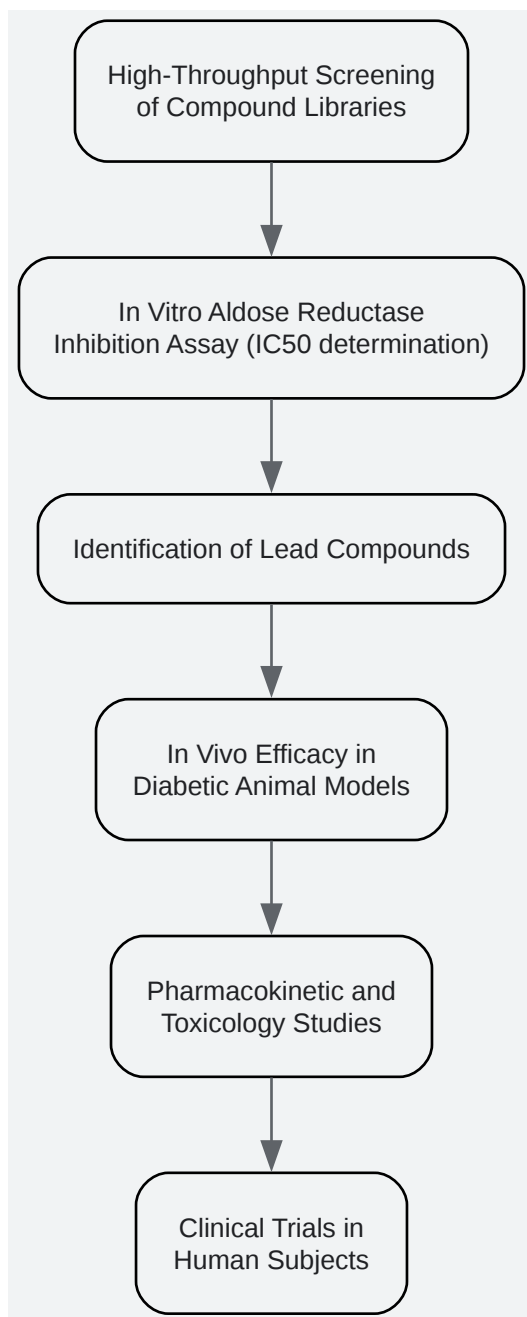 High-Throughput Screening
of Compound Libraries
In Vitro Aldose Reductase
Inhibition Assay (IC50 determination)
Identification of Lead Compounds
In Vivo Efficacy in
Diabetic Animal Models
Pharmacokinetic and
Toxicology Studies
Clinical Trials in
Human Subjects